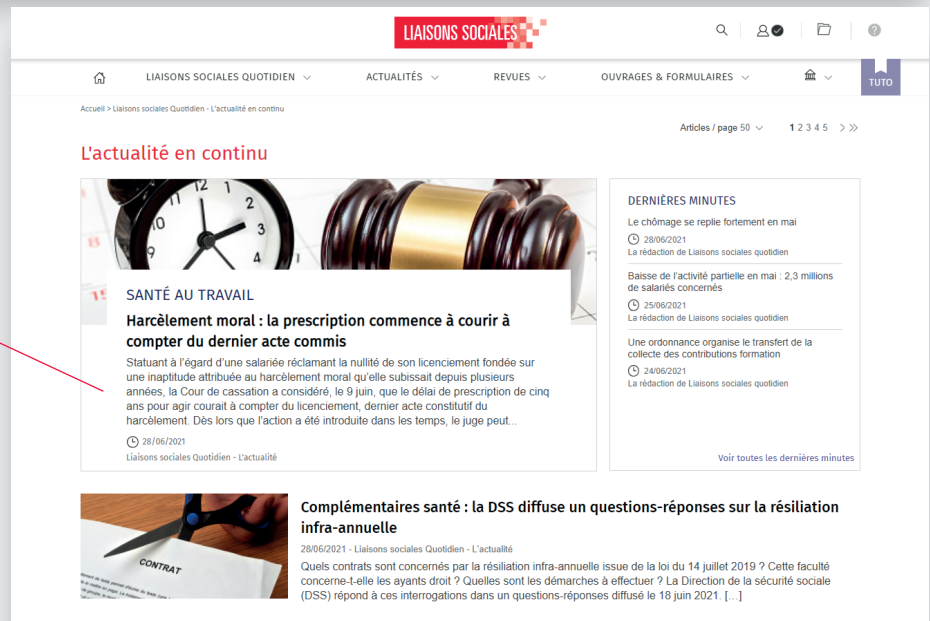 LIAISONS SOCIALES
LIAISONS SOCIALES QUOTIDIEN
ACTUALITÉS
REVUES
OUVRAGES & FORMULAIRES
TUTO
Accueil > Liaisons sociales Quotidien - L'actualité en continu
Articles / page 50
1 2 3 4 5
L'actualité en continu
SANTÉ AU TRAVAIL
Harcèlement moral : la prescription commence à courir à
compter du dernier acte commis
Statuant à l'égard d'une salariée réclamant la nullité de son licenciement fondée sur
une inaptitude attribuée au harcèlement moral qu'elle subissait depuis plusieurs
années, la Cour de cassation a considéré, le 9 juin, que le délai de prescription de cinq
ans pour agir courait à compter du licenciement, dernier acte constitutif du
harcèlement. Dès lors que l'action a été introduite dans les temps, le juge peut...
28/06/2021
Liaisons sociales Quotidien - L'actualité
DERNIÈRES MINUTES
Le chômage se replie fortement en mai
28/06/2021
La rédaction de Liaisons sociales quotidien
Baisse de l'activité partielle en mai : 2,3 millions
de salariés concernés
25/06/2021
La rédaction de Liaisons sociales quotidien
Une ordonnance organise le transfert de la
collecte des contributions formation
24/06/2021
La rédaction de Liaisons sociales quotidien
Voir toutes les dernières minutes
CONTRAT
Complémentaires santé : la DSS diffuse un questions-réponses sur la résiliation
infra-annuelle
28/06/2021 - Liaisons sociales Quotidien - L'actualité
Quels contrats sont concernés par la résiliation infra-annuelle issue de la loi du 14 juillet 2019 ? Cette faculté
concerne-t-elle les ayants droit ? Quelles sont les démarches à effectuer ? La Direction de la sécurité sociale
(DSS) répond à ces interrogations dans un questions-réponses diffusé le 18 juin 2021. [...]